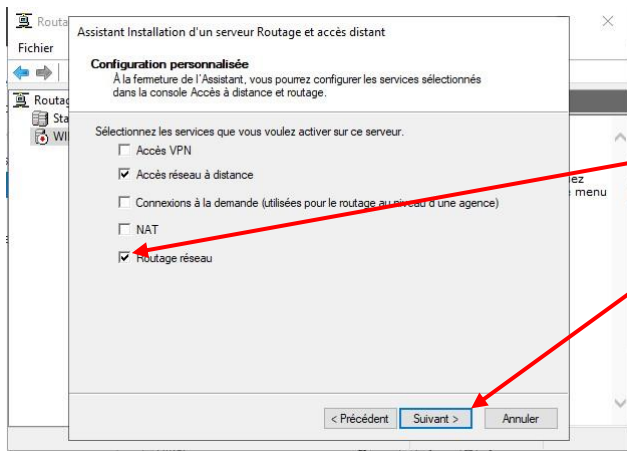 Routa
Assistant Installation d'un serveur Routage et accès distant
Fichier
Configuration personnalisée
À la fermeture de l'Assistant, vous pourrez configurer les services sélectionnés
dans la console Accès à distance et routage.
Routag
Sta
WI
Sélectionnez les services que vous voulez activer sur ce serveur.
Accès VPN
Accès réseau à distance
ez
Connexions à la demande (utilisées pour le routage au niveau d'une agence)
menu
NAT
Routage réseau
< Précédent
Suivant >
Annuler